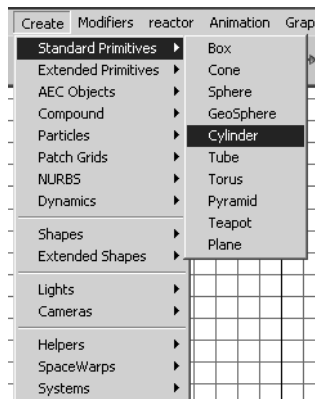 Create Modifiers reactor Animation Grap
Standard Primitives
Extended Primitives
AEC Objects
Compound
Particles
Patch Grids
NURBS
Dynamics
Shapes
Extended Shapes
Lights
Cameras
Helpers
SpaceWarps
Systems
Box
Cone
Sphere
GeoSphere
Cylinder
Tube
Torus
Pyramid
Teapot
Plane